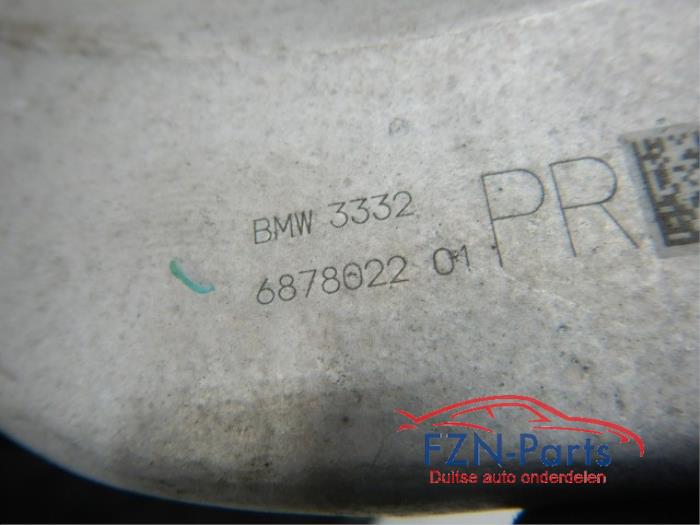 BMW 3332
6878022 01
PR
FZN-Parts
Duitse auto onderdelen